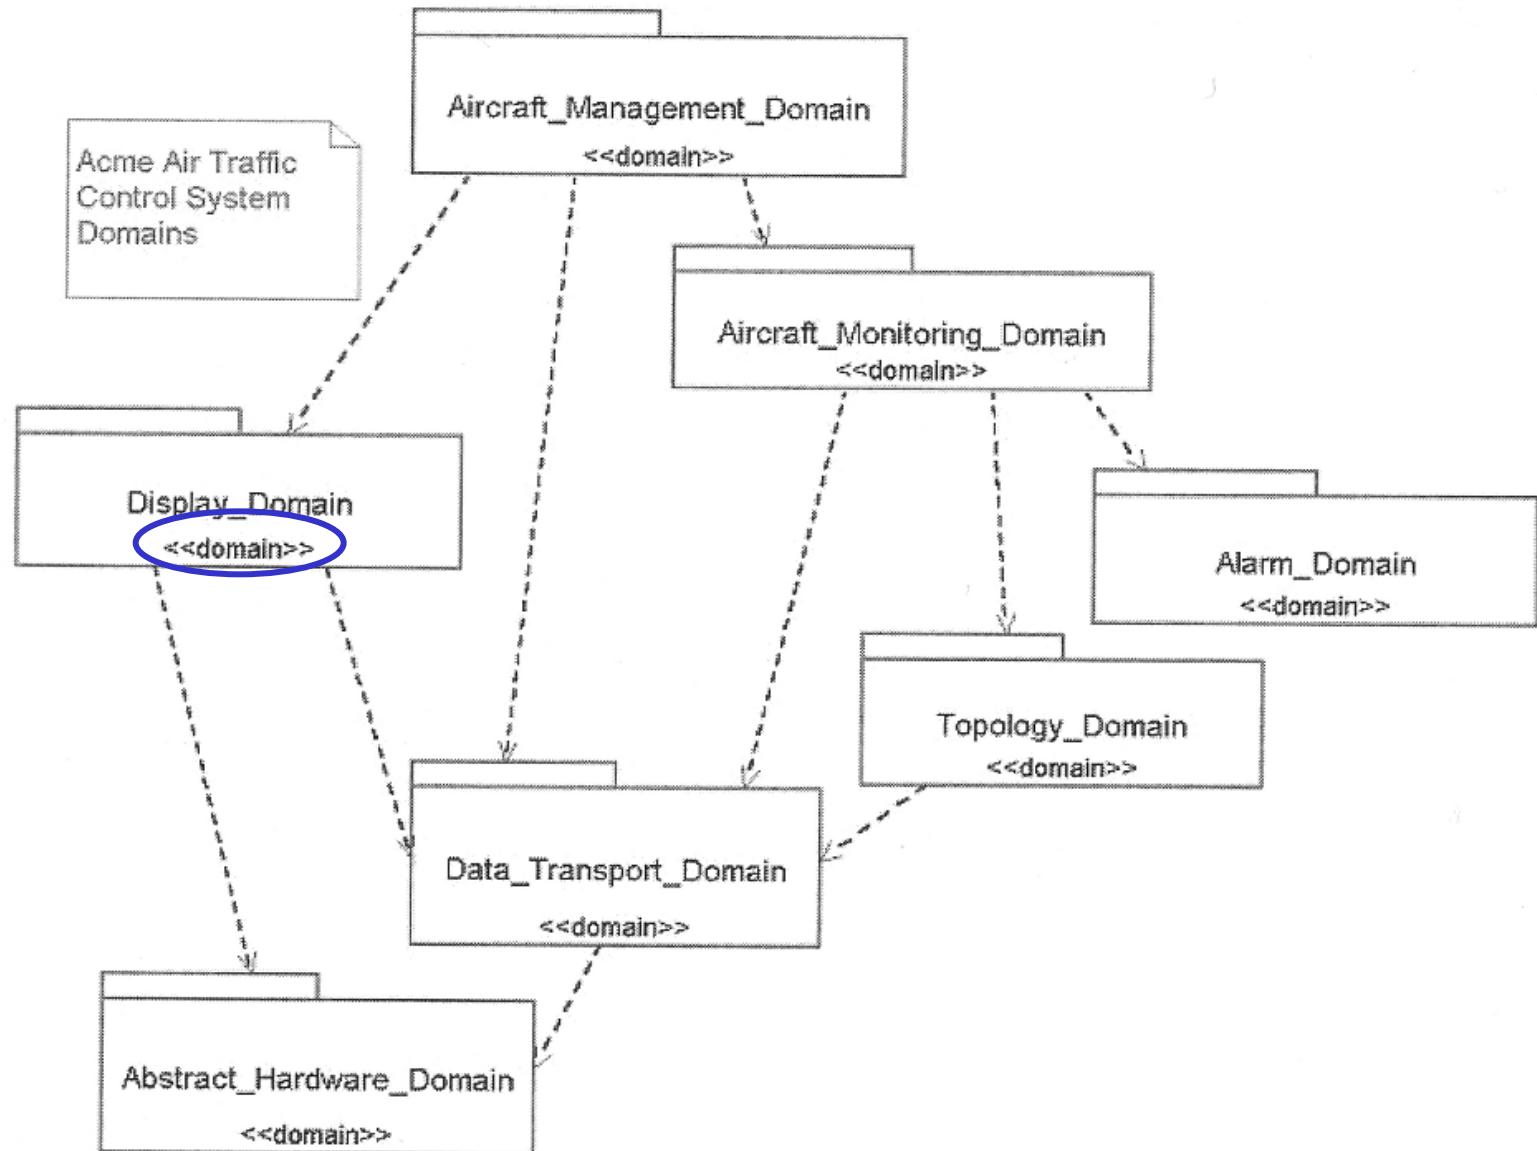 Aircraft_Management_Domain
<<domain>>
Acme Air Traffic
Control System
Domains
Aircraft_Monitoring_Domain
<<domain>>
Display_Domain
<<domain>>
Alarm_Domain
<<domain>>
Topology_Domain
<<domain>>
Data_Transport_Domain
<<domain>>
Abstract_Hardware_Domain
<<domain>>